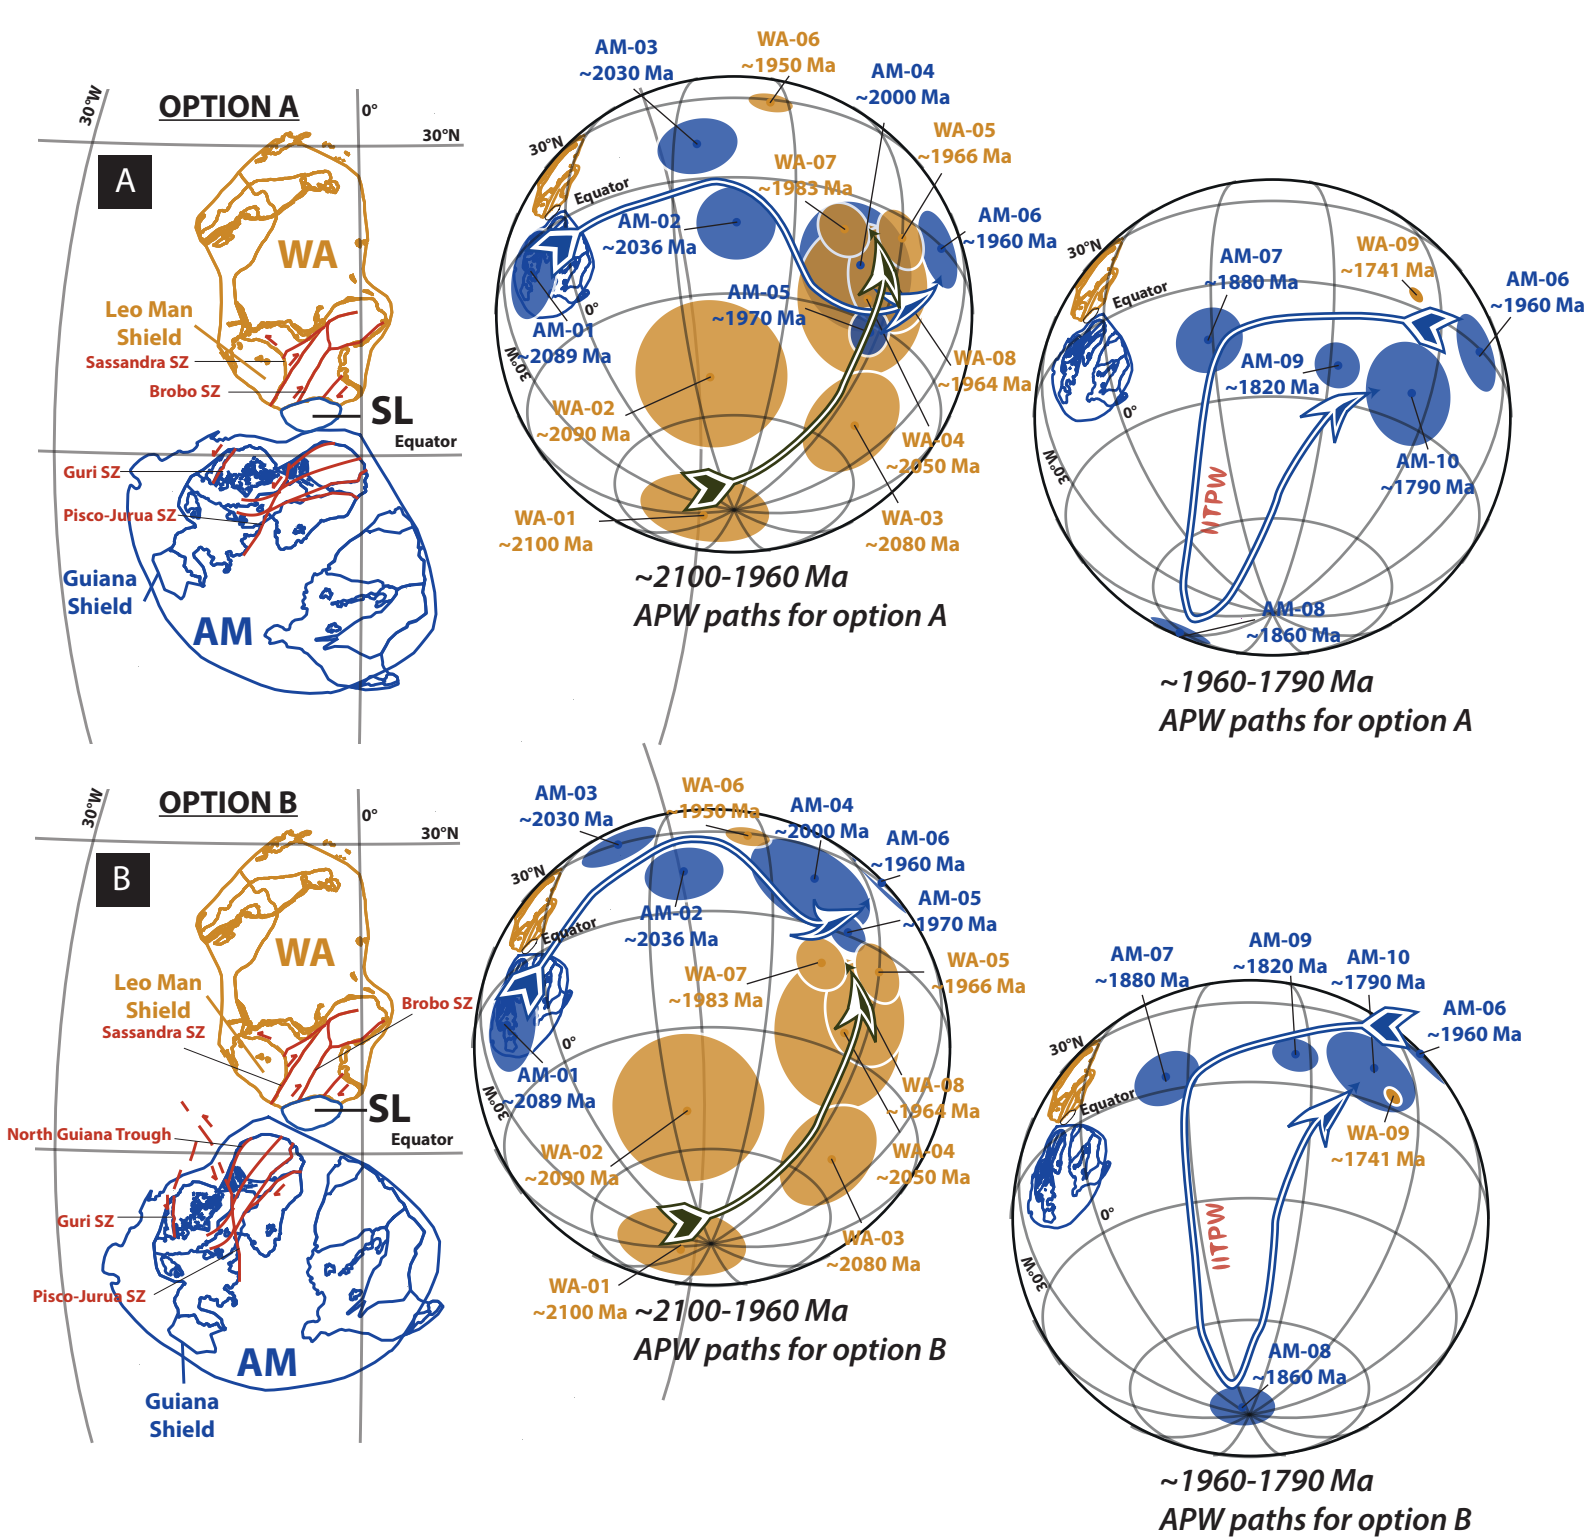 OPTION A
30°W
0°
30°N
A
WA
Leo Man
Shield
Sassandra SZ
Brobo SZ
SL
Equator
Guri SZ
Pisco-Jurua SZ
Guiana
Shield
AM
AM-03
~2030 Ma
WA-06
~1950 Ma
AM-04
~2000 Ma
WA-05
~1966 Ma
30°N
Equator
WA-07
~1983 Ma
AM-02
~2036 Ma
AM-06
~1960 Ma
0°
AM-05
~1970 Ma
AM-01
~2089 Ma
30°W
WA-08
~1964 Ma
WA-02
~2090 Ma
WA-04
~2050 Ma
WA-01
~2100 Ma
WA-03
~2080 Ma
~2100-1960 Ma
APW paths for option A
30°N
Equator
AM-07
~1880 Ma
WA-09
~1741 Ma
AM-06
~1960 Ma
AM-09
~1820 Ma
0°
30°W
AM-10
~1790 Ma
IITPW
AM-08
~1860 Ma
~1960-1790 Ma
APW paths for option A
OPTION B
30°W
0°
30°N
B
WA
Leo Man
Shield
Sassandra SZ
Brobo SZ
SL
Equator
North Guiana Trough
Guri SZ
Pisco-Jurua SZ
AM
Guiana
Shield
AM-03
~2030 Ma
WA-06
~1950 Ma
AM-04
~2000 Ma
AM-06
~1960 Ma
30°N
AM-05
~1970 Ma
AM-02
~2036 Ma
Equator
WA-07
~1983 Ma
WA-05
~1966 Ma
0°
AM-01
~2089 Ma
30°W
WA-08
~1964 Ma
WA-02
~2090 Ma
WA-04
~2050 Ma
WA-03
~2080 Ma
WA-01
~2100 Ma
~2100-1960 Ma
APW paths for option B
AM-07
~1880 Ma
AM-09
~1820 Ma
AM-10
~1790 Ma
AM-06
~1960 Ma
30°N
Equator
WA-09
~1741 Ma
0°
30°W
IITPW
AM-08
~1860 Ma
~1960-1790 Ma
APW paths for option B